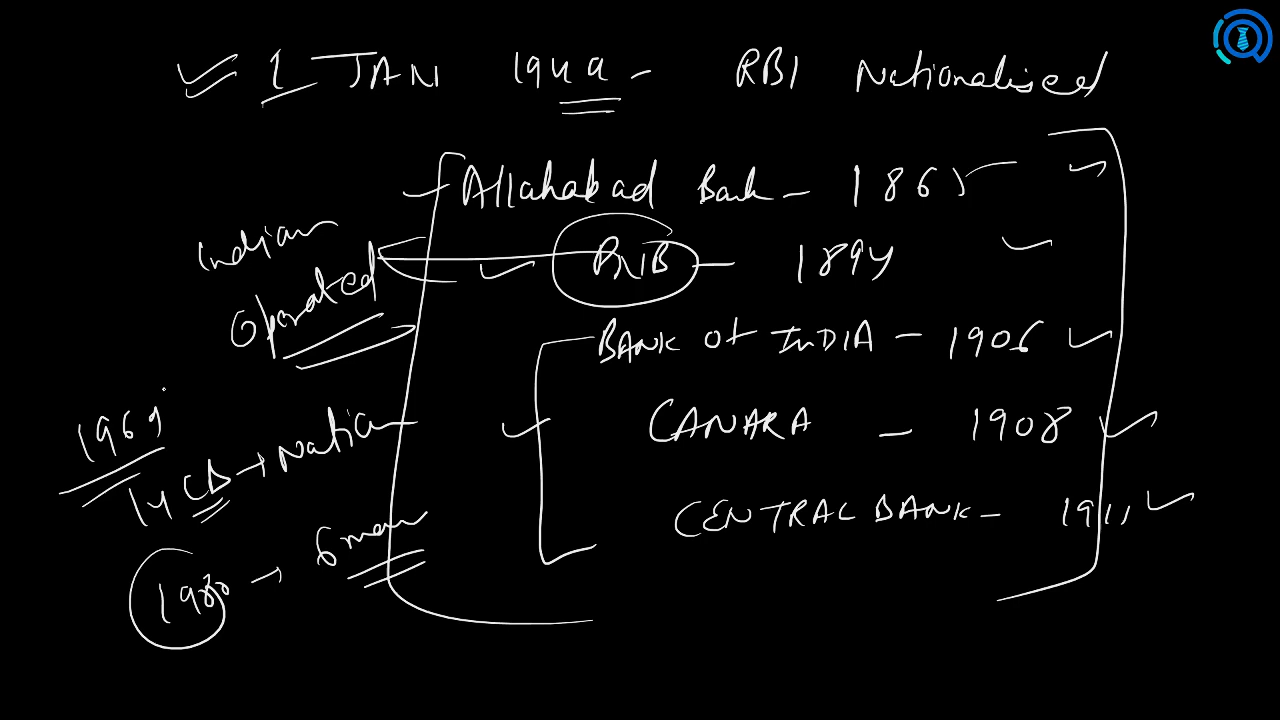 1 JAN 1949 - RBI Nationalised
Allahabad Bank - 1865
Indian
Operated
PNB - 1894
BANK of INDIA - 1906
CANARA - 1908
CENTRAL BANK - 1911
1969
14 CB → Nation
1980 → 6 more